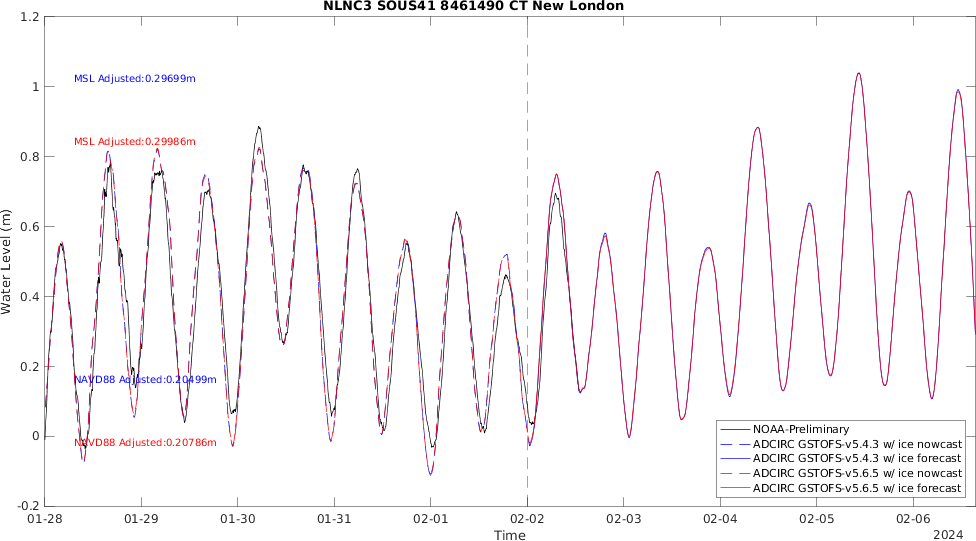 NLNC3 SOUS41 8461490 CT New London
1.2
1
0.8
0.6
0.4
0.2
0
-0.2
Water Level (m)
MSL Adjusted:0.29699m
MSL Adjusted:0.29986m
NAVD88 Adjusted:0.20499m
NAVD88 Adjusted:0.20786m
NOAA-Preliminary
ADCIRC GSTOFS-v5.4.3 w/ ice nowcast
ADCIRC GSTOFS-v5.4.3 w/ ice forecast
ADCIRC GSTOFS-v5.6.5 w/ ice nowcast
ADCIRC GSTOFS-v5.6.5 w/ ice forecast
01-28 01-29 01-30 01-31 02-01 02-02 02-03 02-04 02-05 02-06
Time
2024